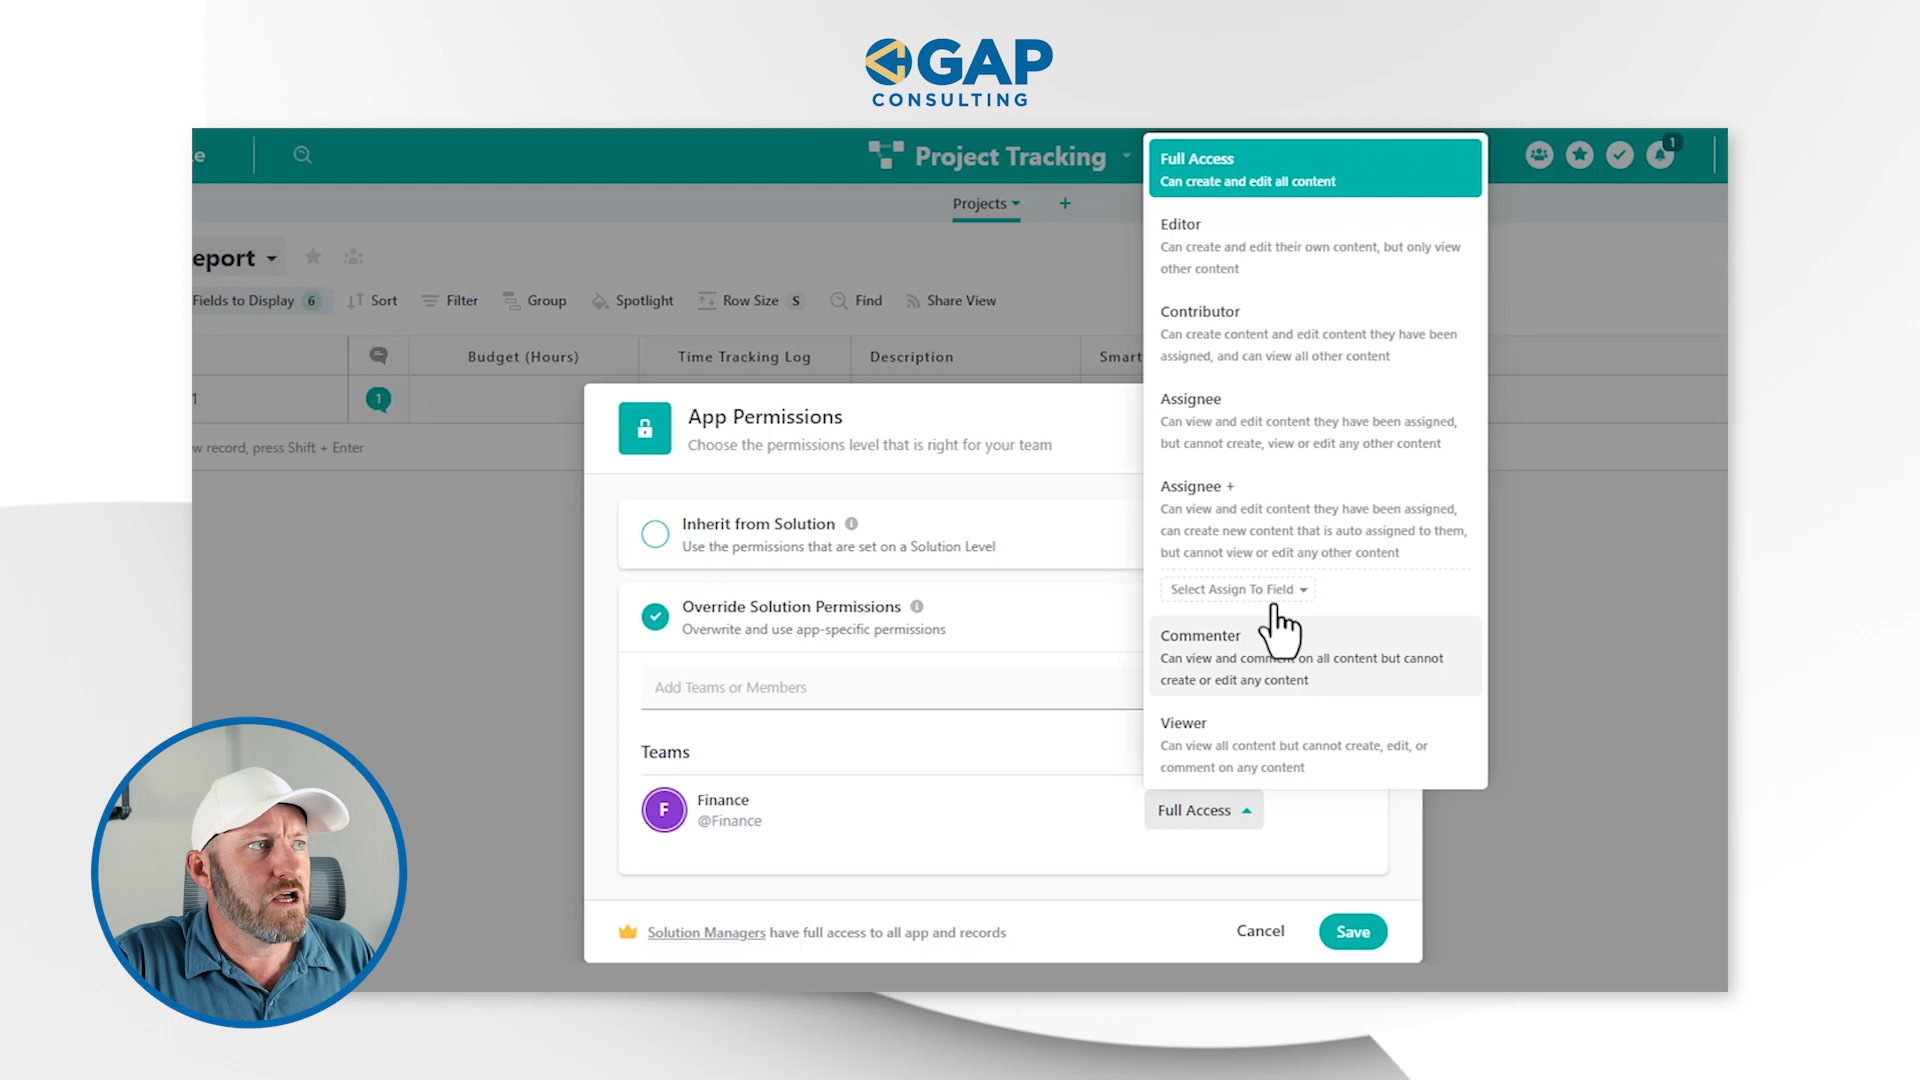 GAP
CONSULTING
e
Project Tracking
1
Projects
+
eport
Fields to Display 6
Sort
Filter
Group
Spotlight
Row Size S
Find
Share View
Budget (Hours)
Time Tracking Log
Description
Smart
1
1
w record, press Shift + Enter
App Permissions
Choose the permissions level that is right for your team
Inherit from Solution
Use the permissions that are set on a Solution Level
Override Solution Permissions
Overwrite and use app-specific permissions
Add Teams or Members
Teams
F
Finance
@Finance
Full Access
Solution Managers have full access to all app and records
Cancel
Save
Full Access
Can create and edit all content
Editor
Can create and edit their own content, but only view
other content
Contributor
Can create content and edit content they have been
assigned, and can view all other content
Assignee
Can view and edit content they have been assigned,
but cannot create, view or edit any other content
Assignee +
Can view and edit content they have been assigned,
can create new content that is auto assigned to them,
but cannot view or edit any other content
Select Assign To Field
Commenter
Can view and comment on all content but cannot
create or edit any content
Viewer
Can view all content but cannot create, edit, or
comment on any content